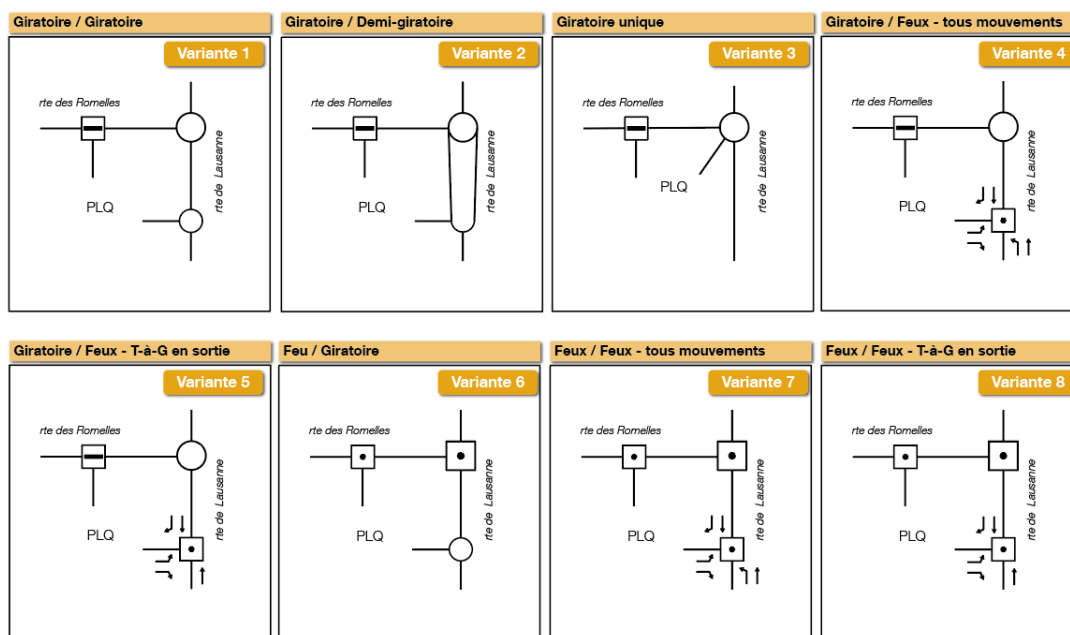 Giratoire / Giratoire
Variante 1
rte des Romelles
rte de Lausanne
PLQ
Giratoire / Demi-giratoire
Variante 2
rte des Romelles
rte de Lausanne
PLQ
Giratoire unique
Variante 3
rte des Romelles
rte de Lausanne
PLQ
Giratoire / Feux - tous mouvements
Variante 4
rte des Romelles
rte de Lausanne
PLQ
Giratoire / Feux - T-à-G en sortie
Variante 5
rte des Romelles
rte de Lausanne
PLQ
Feu / Giratoire
Variante 6
rte des Romelles
rte de Lausanne
PLQ
Feux / Feux - tous mouvements
Variante 7
rte des Romelles
rte de Lausanne
PLQ
Feux / Feux - T-à-G en sortie
Variante 8
rte des Romelles
rte de Lausanne
PLQ